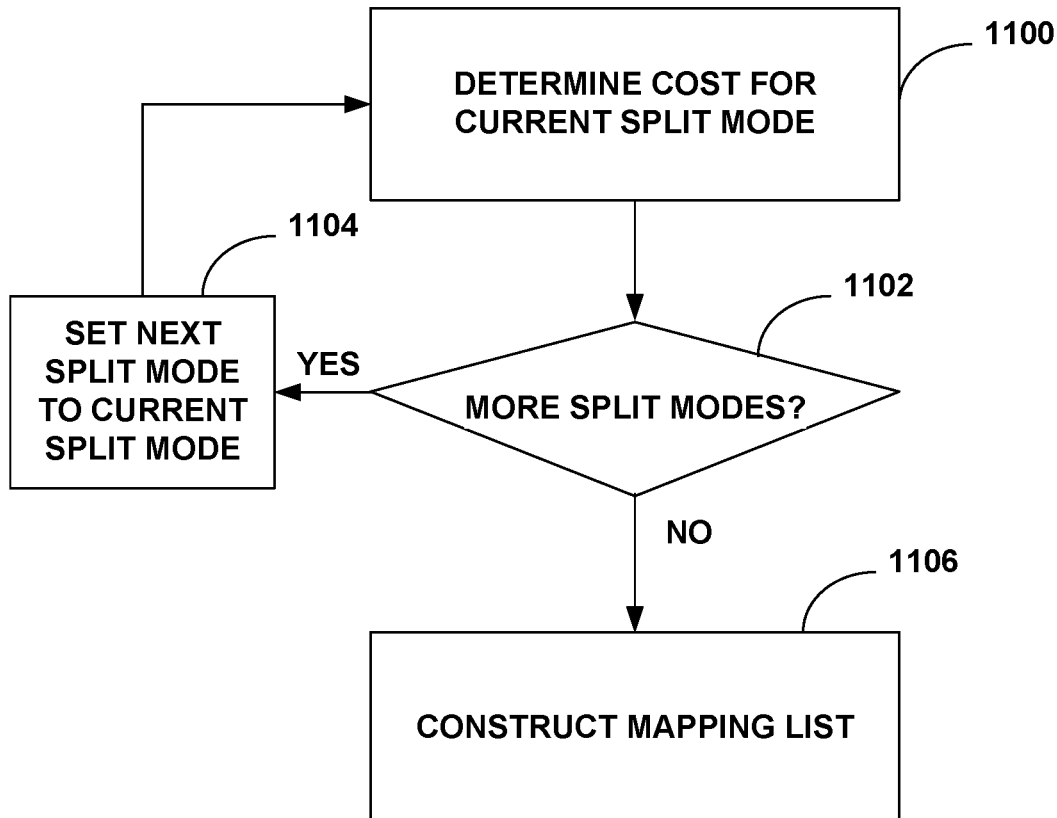 1100
DETERMINE COST FOR
CURRENT SPLIT MODE
1104
1102
SET NEXT
SPLIT MODE
TO CURRENT
SPLIT MODE
YES
MORE SPLIT MODES?
NO
1106
CONSTRUCT MAPPING LIST